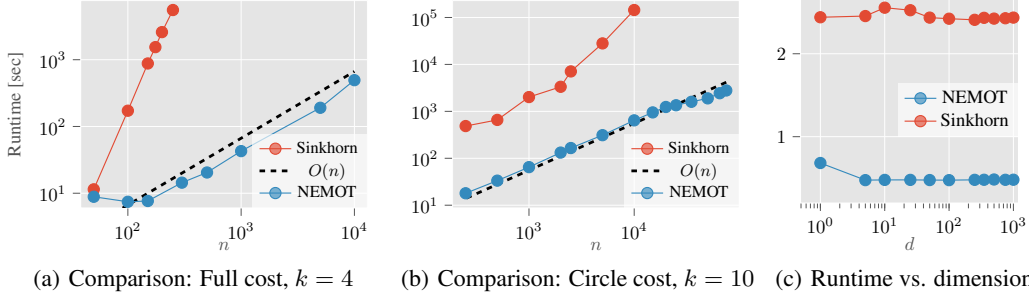 Runtime [sec]
10^3
10^2
10^1
10^2
10^3
10^4
n
Sinkhorn
O(n)
NEMOT
10^5
10^4
10^3
10^2
10^1
10^3
10^4
n
Sinkhorn
O(n)
NEMOT
2
1
10^0
10^1
10^2
10^3
d
NEMOT
Sinkhorn
(a) Comparison: Full cost, k = 4
(b) Comparison: Circle cost, k = 10
(c) Runtime vs. dimension